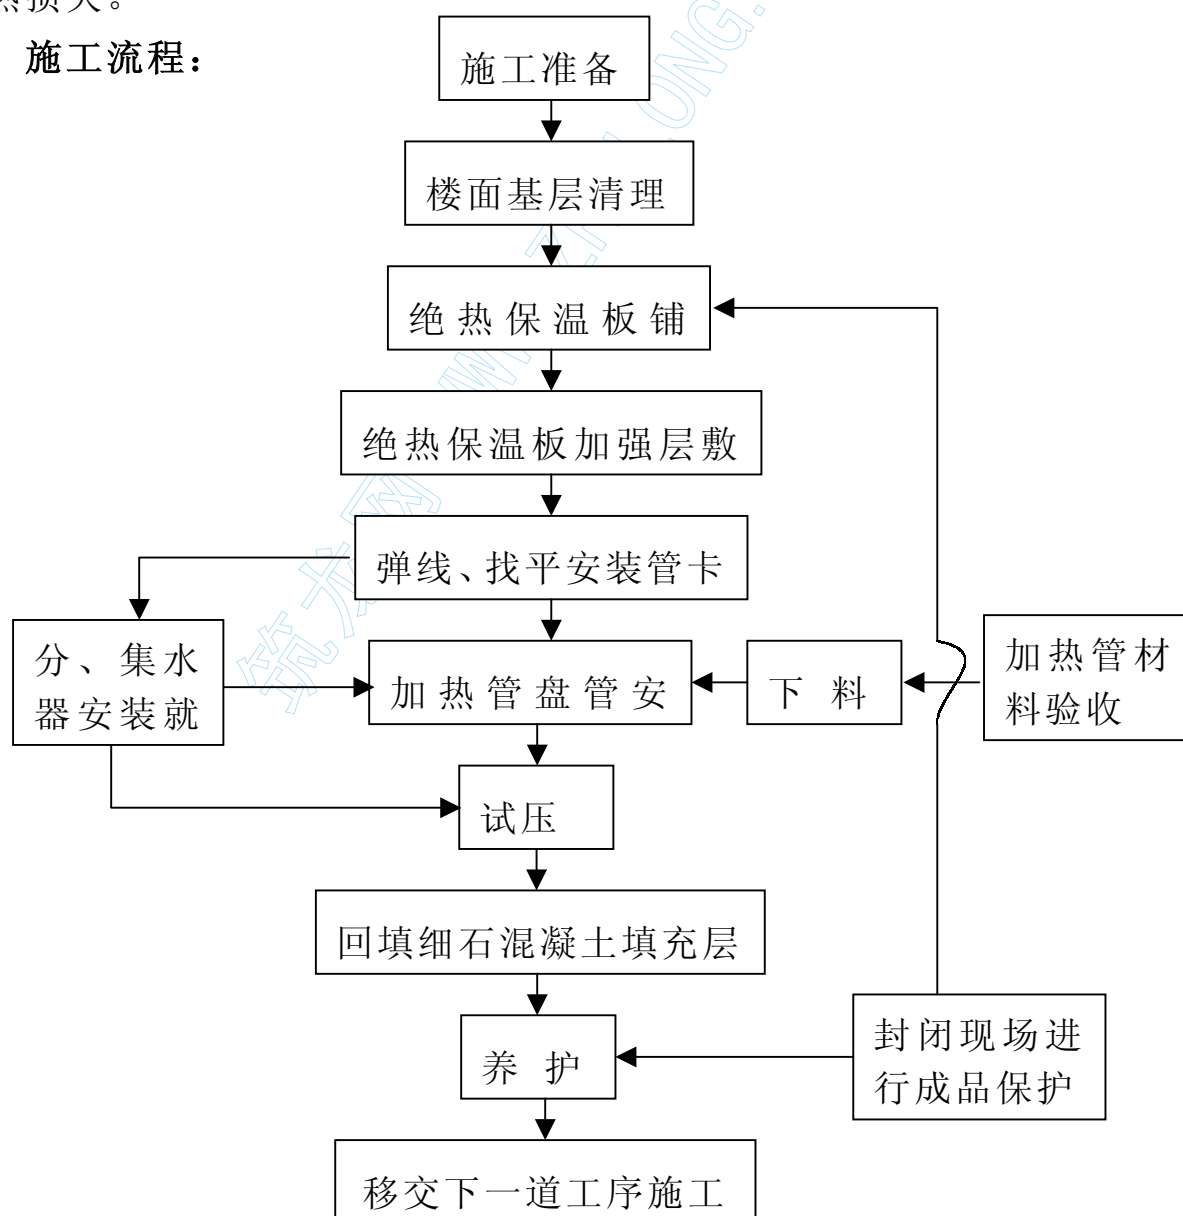 热损失。
施工流程：
施工准备
楼面基层清理
绝热保温板铺
绝热保温板加强层敷
弹线、找平安装管卡
分、集水
器安装就
加热管盘管安
下 料
加热管材
料验收
试压
回填细石混凝土填充层
养 护
封闭现场进
行成品保护
移交下一道工序施工